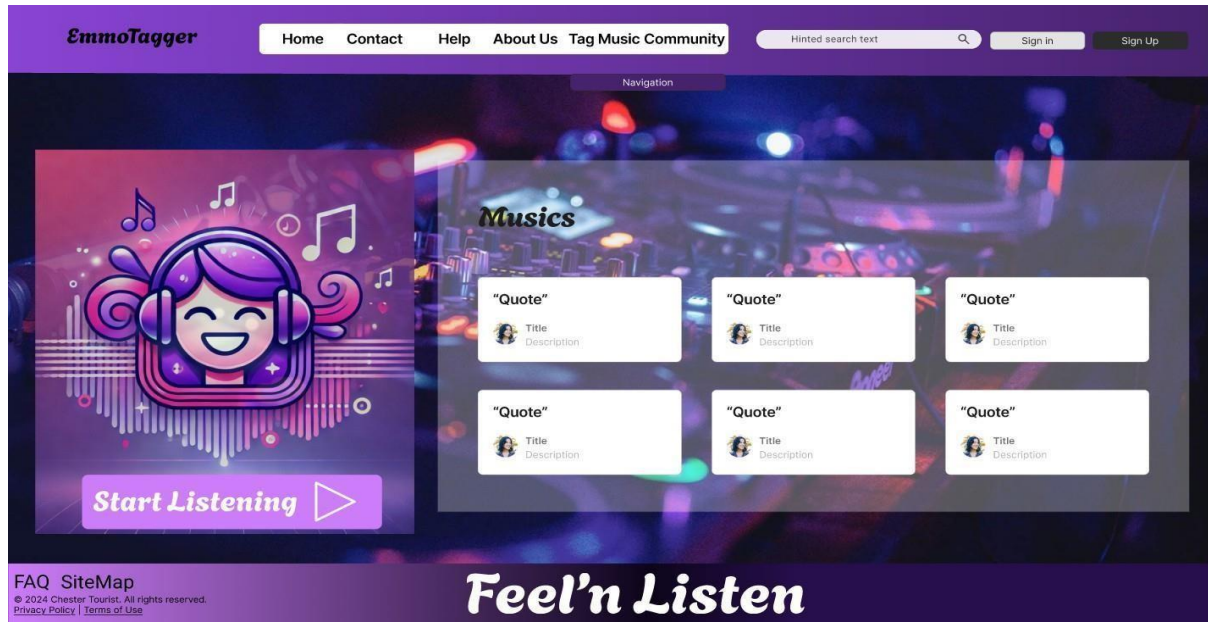 EmmoTagger
Home Contact Help About Us Tag Music Community
Hinted search text
Sign in
Sign Up
Navigation
Musics
“Quote” “Quote” “Quote”
Title Title Title
Description Description Description
“Quote” “Quote” “Quote”
Title Title Title
Description Description Description
Pioneer
Start Listening
FAQ SiteMap
© 2024 Chester Tourist. All rights reserved.
Privacy Policy | Terms of Use
Feel’n Listen